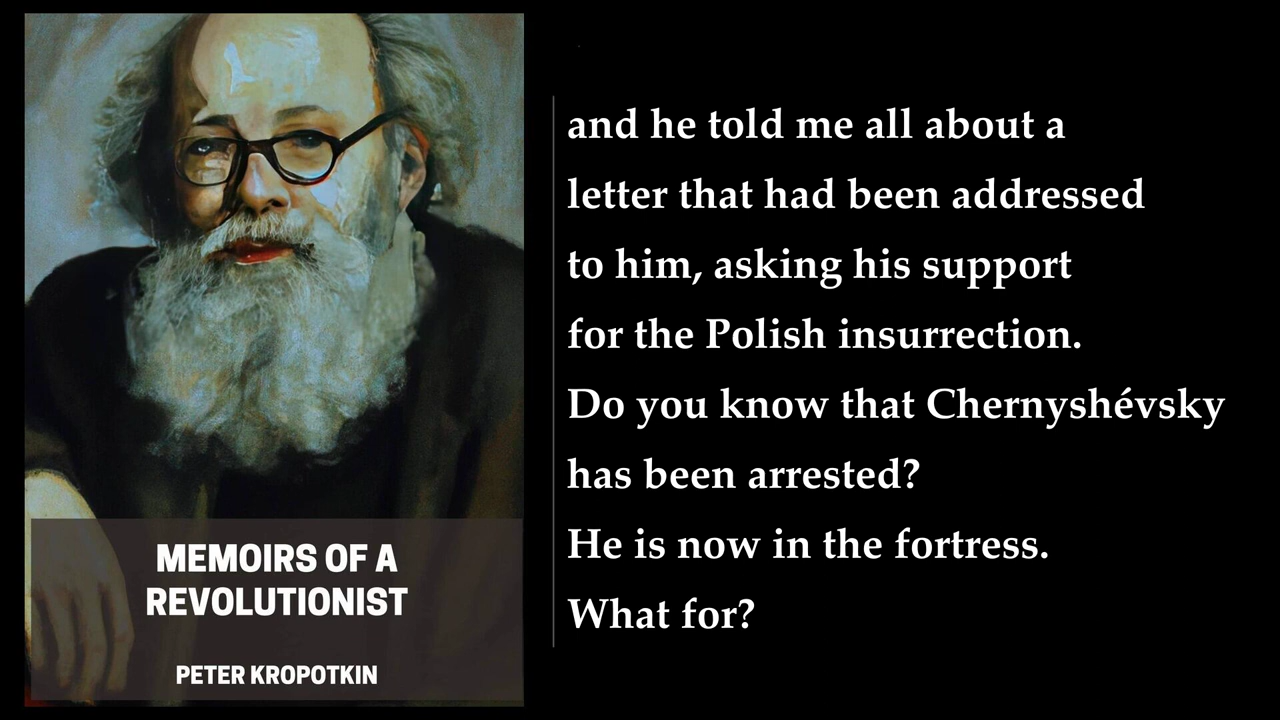 MEMOIRS OF A
REVOLUTIONIST
PETER KROPOTKIN
and he told me all about a
letter that had been addressed
to him, asking his support
for the Polish insurrection.
Do you know that Chernyshévsky
has been arrested?
He is now in the fortress.
What for?